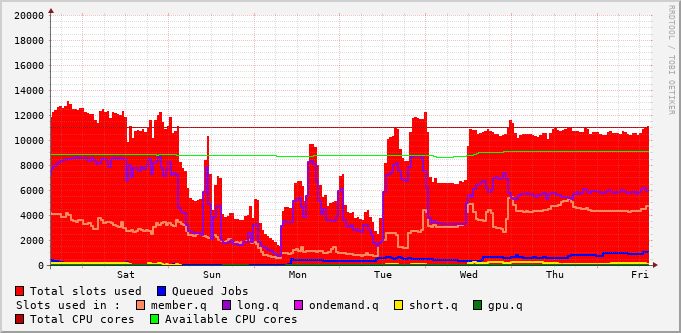 20000
18000
16000
14000
12000
10000
8000
6000
4000
2000
0
Sat Sun Mon Tue Wed Thu Fri
RRDTOOL / TOBI OETIKER
Total slots used Queued Jobs
Slots used in : member.q long.q ondemand.q short.q gpu.q
Total CPU cores Available CPU cores